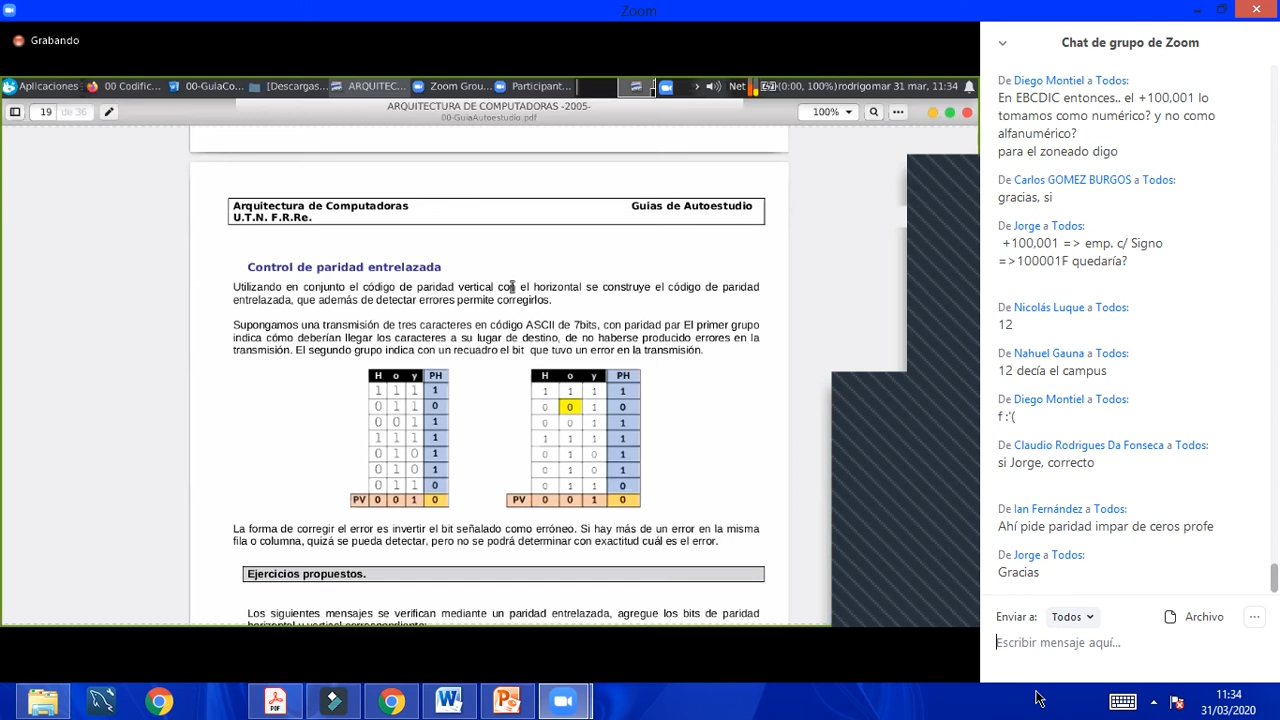 Zoom
Grabando
Aplicaciones
00 Codific...
00-GuiaCo...
[Descargas...
ARQUITEC...
Zoom Grou...
Participant...
Net
(0:00, 100%)
rodrigomar 31 mar, 11:34
19 de 36
ARQUITECTURA DE COMPUTADORAS -2005-
00-GuiaAutoestudio.pdf
100%
Arquitectura de Computadoras Guias de Autoestudio
U.T.N. F.R.Re.
Control de paridad entrelazada
Utilizando en conjunto el código de paridad vertical con el horizontal se construye el código de paridad
entrelazada, que además de detectar errores permite corregirlos.
Supongamos una transmisión de tres caracteres en código ASCII de 7bits, con paridad par El primer grupo
indica cómo deberían llegar los caracteres a su lugar de destino, de no haberse producido errores en la
transmisión. El segundo grupo indica con un recuadro el bit que tuvo un error en la transmisión.
H o y PH
1 1 1 1
0 1 1 0
0 0 1 1
1 1 1 1
0 1 0 1
0 1 0 1
0 1 1 0
PV 0 0 1 0
H o y PH
1 1 1 1
0 0 1 0
0 0 1 1
1 1 1 1
0 1 0 1
0 1 0 1
0 1 1 0
PV 0 0 1 0
La forma de corregir el error es invertir el bit señalado como erróneo. Si hay más de un error en la misma
fila o columna, quizá se pueda detectar, pero no se podrá determinar con exactitud cuál es el error.
Ejercicios propuestos.
Los siguientes mensajes se verifican mediante un paridad entrelazada, agregue los bits de paridad
horizontal y vertical correspondiente:
Chat de grupo de Zoom
De Diego Montiel a Todos:
En EBCDIC entonces.. el +100,001 lo
tomamos como numérico? y no como
alfanumérico?
para el zoneado digo
De Carlos GOMEZ BURGOS a Todos:
gracias, si
De Jorge a Todos:
+100,001 => emp. c/ Signo
=>100001F quedaría?
De Nicolás Luque a Todos:
12
De Nahuel Gauna a Todos:
12 decía el campus
De Diego Montiel a Todos:
f :'(
De Claudio Rodrigues Da Fonseca a Todos:
si Jorge, correcto
De Ian Fernández a Todos:
Ahí pide paridad impar de ceros profe
De Jorge a Todos:
Gracias
Enviar a: Todos Archivo
Escribir mensaje aquí...
PDF
11:34
31/03/2020